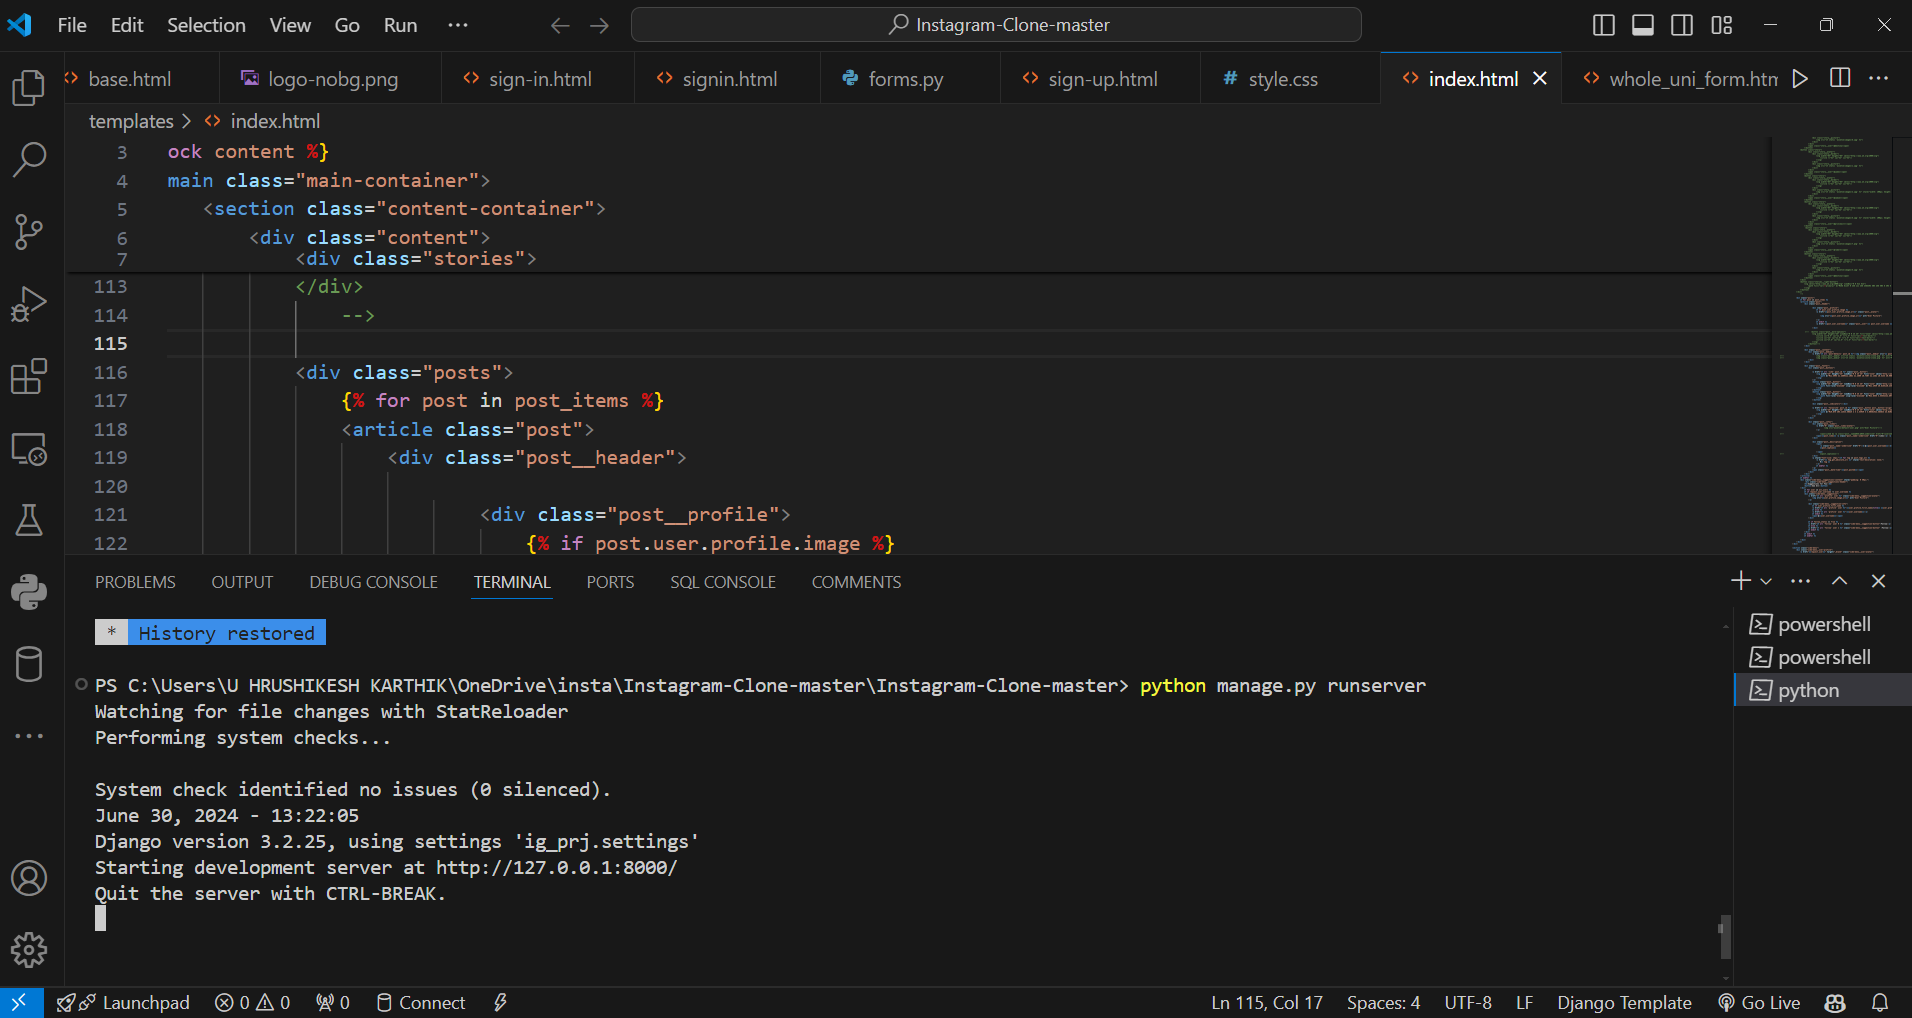 File Edit Selection View Go Run ··· Instagram-Clone-master
base.html logo-nobg.png sign-in.html signin.html forms.py sign-up.html # style.css index.html whole_uni_form.htm
templates > index.html
3 ock content %}
4 main class="main-container">
5 <section class="content-container">
6 <div class="content">
7 <div class="stories">
113 </div>
114 -->
115
116 <div class="posts">
117 {% for post in post_items %}
118 <article class="post">
119 <div class="post__header">
120
121 <div class="post__profile">
122 {% if post.user.profile.image %}
PROBLEMS OUTPUT DEBUG CONSOLE TERMINAL PORTS SQL CONSOLE COMMENTS
* History restored
PS C:\Users\U HRUSHIKESH KARTHIK\OneDrive\insta\Instagram-Clone-master\Instagram-Clone-master> python manage.py runserver
Watching for file changes with StatReloader
Performing system checks...
System check identified no issues (0 silenced).
June 30, 2024 - 13:22:05
Django version 3.2.25, using settings 'ig_prj.settings'
Starting development server at http://127.0.0.1:8000/
Quit the server with CTRL-BREAK.
powershell
powershell
python
Launchpad 0 0 0 Connect Ln 115, Col 17 Spaces: 4 UTF-8 LF Django Template Go Live